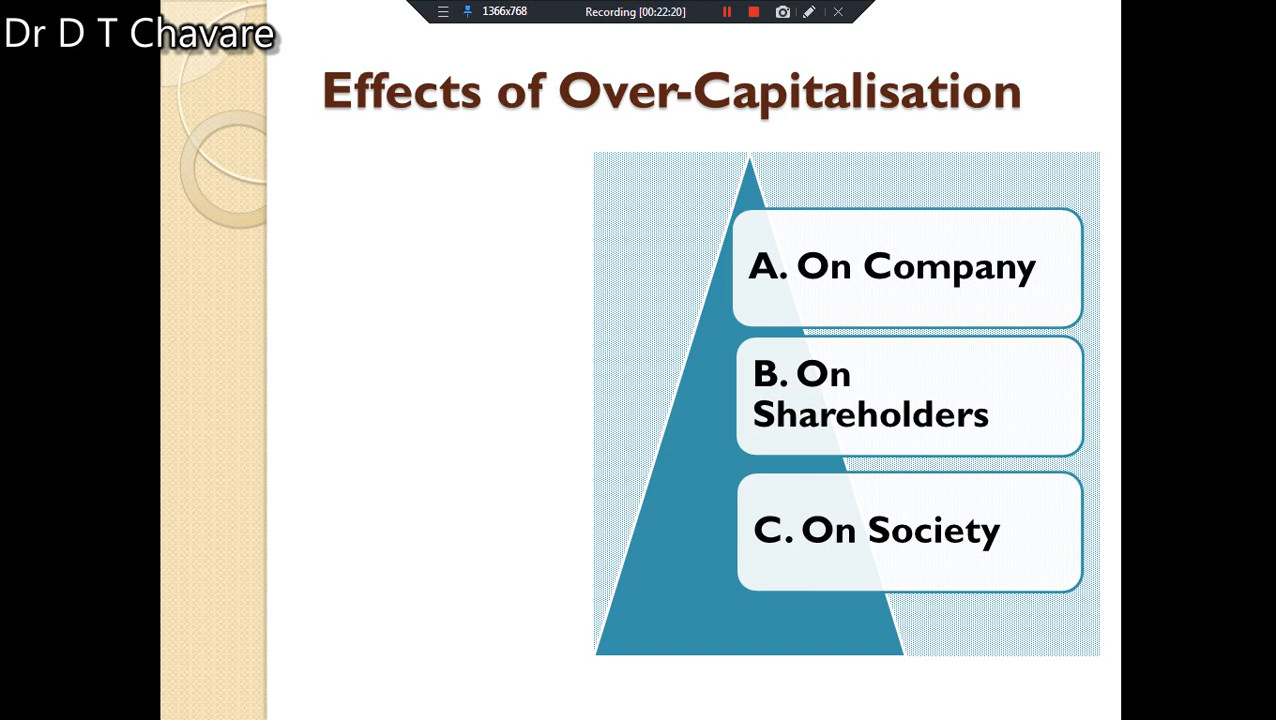 1366x768
Recording [00:22:20]
Dr D T Chavare
Effects of Over-Capitalisation
A. On Company
B. On
Shareholders
C. On Society